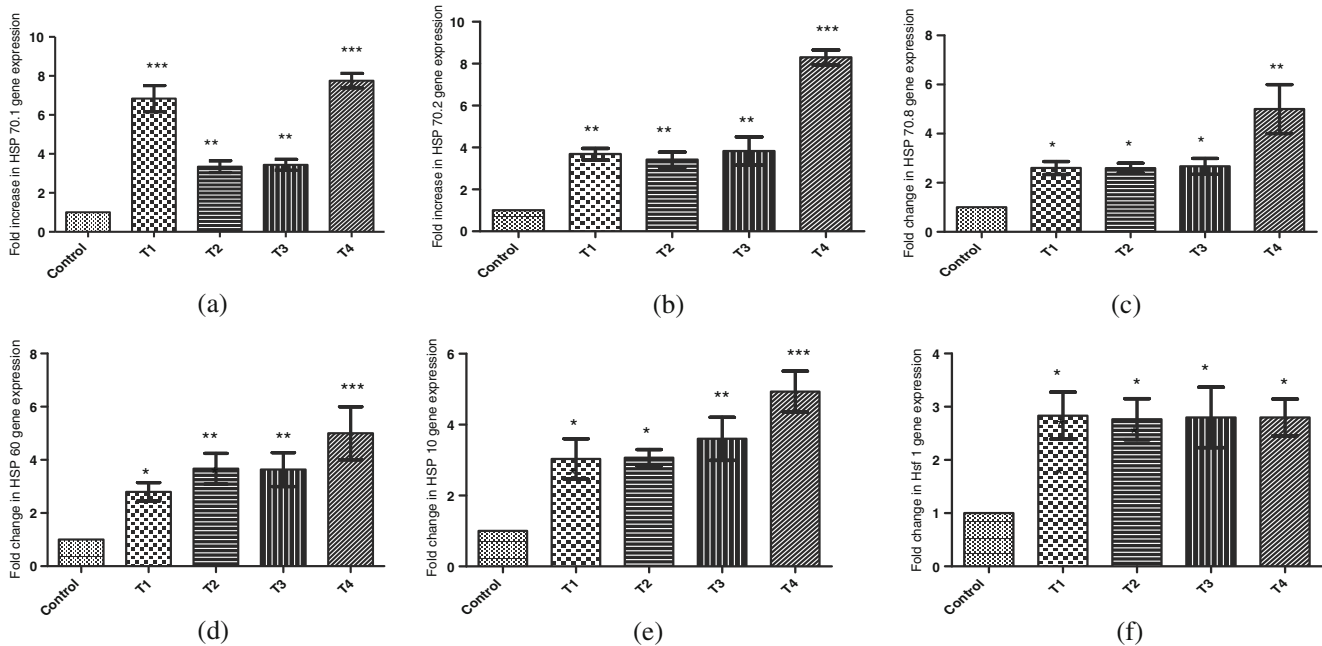 Fold increase in HSP 70.1 gene expression
10
8
6
4
2
0
***
**
**
***
Control
T1
T2
T3
T4
(a)
Fold increase in HSP 70.2 gene expression
10
8
6
4
2
0
**
**
**
***
Control
T1
T2
T3
T4
(b)
Fold change in HSP 70.8 gene expression
8
6
4
2
0
*
*
*
**
Control
T1
T2
T3
T4
(c)
Fold change in HSP 60 gene expression
8
6
4
2
0
*
**
**
***
Control
T1
T2
T3
T4
(d)
Fold change in HSP 10 gene expression
6
4
2
0
*
*
**
***
Control
T1
T2
T3
T4
(e)
Fold change in Hsf 1 gene expression
4
3
2
1
0
*
*
*
*
Control
T1
T2
T3
T4
(f)